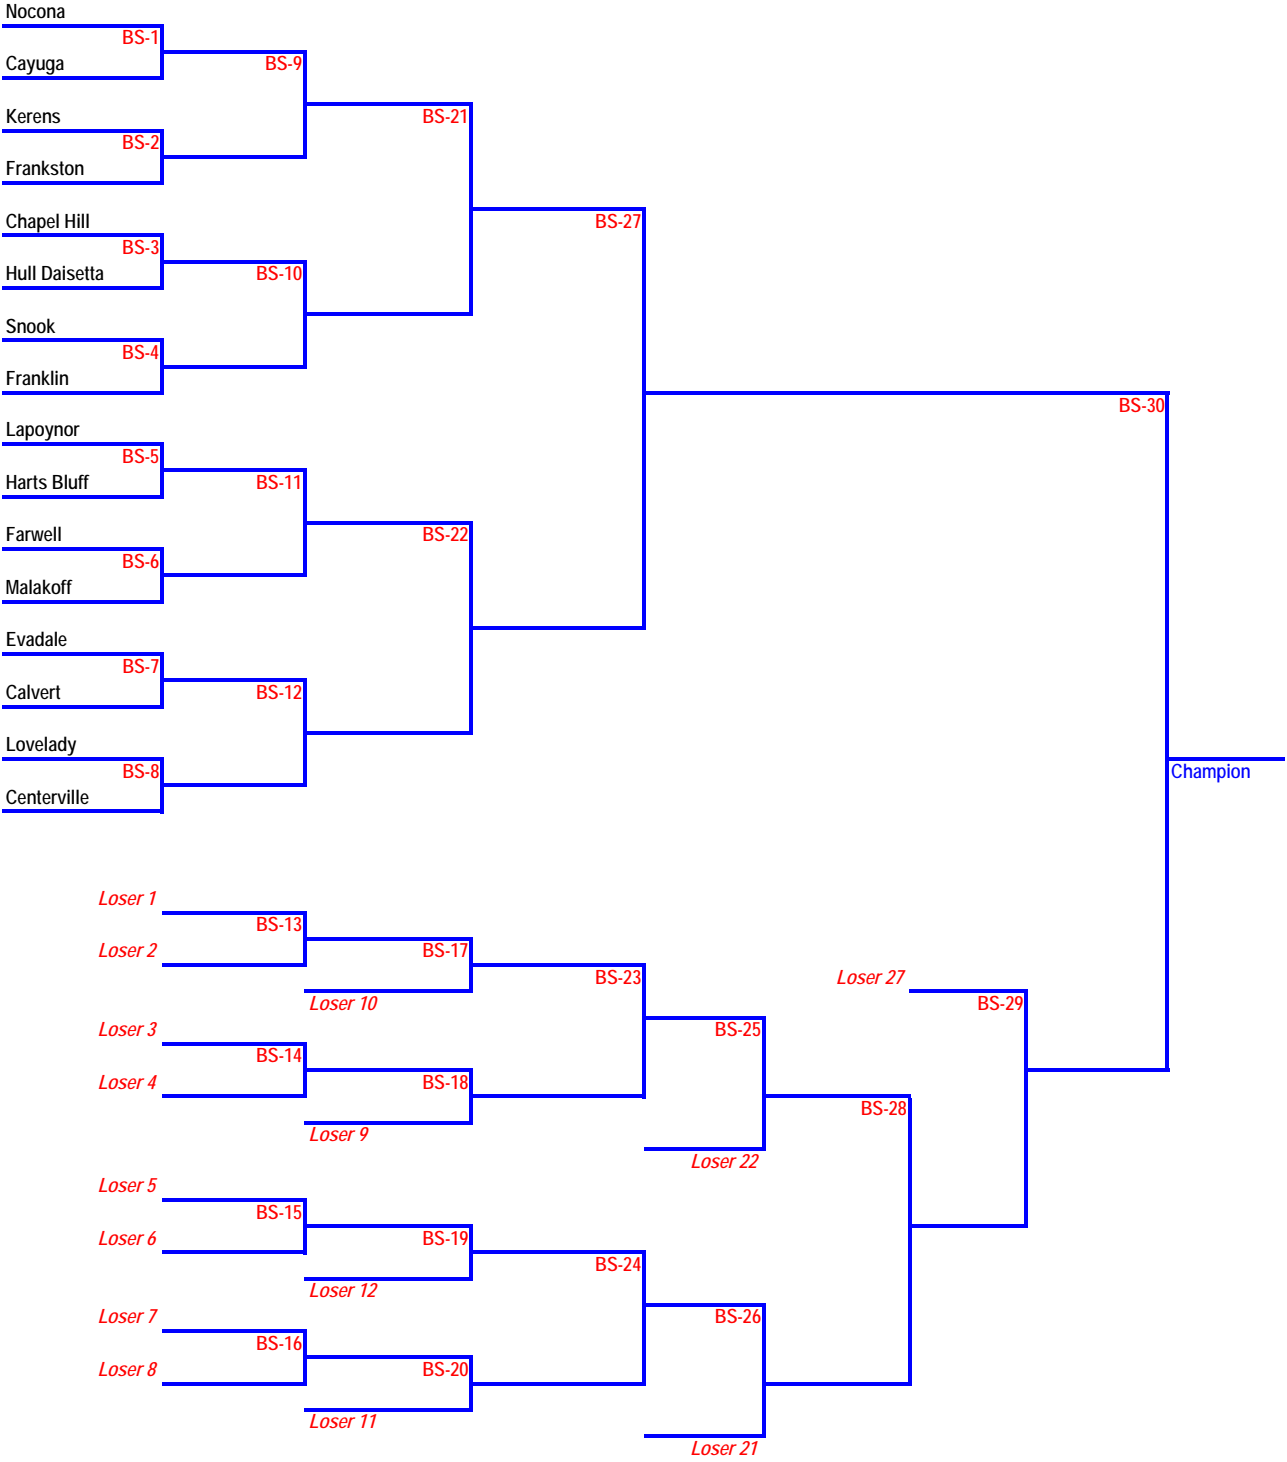 Nocona
BS-1
Cayuga
BS-9
Kerens
BS-21
BS-2
Frankston
Chapel Hill
BS-27
BS-3
Hull Daisetta
BS-10
Snook
BS-4
Franklin
BS-30
Lapoynor
BS-5
Harts Bluff
BS-11
Farwell
BS-22
BS-6
Malakoff
Evadale
BS-7
Calvert
BS-12
Lovelady
BS-8
Champion
Centerville
Loser 1
BS-13
Loser 2
BS-17
BS-23
Loser 27
Loser 10
BS-29
Loser 3
BS-25
BS-14
Loser 4
BS-18
BS-28
Loser 9
Loser 22
Loser 5
BS-15
Loser 6
BS-19
BS-24
Loser 12
Loser 7
BS-26
BS-16
Loser 8
BS-20
Loser 11
Loser 21